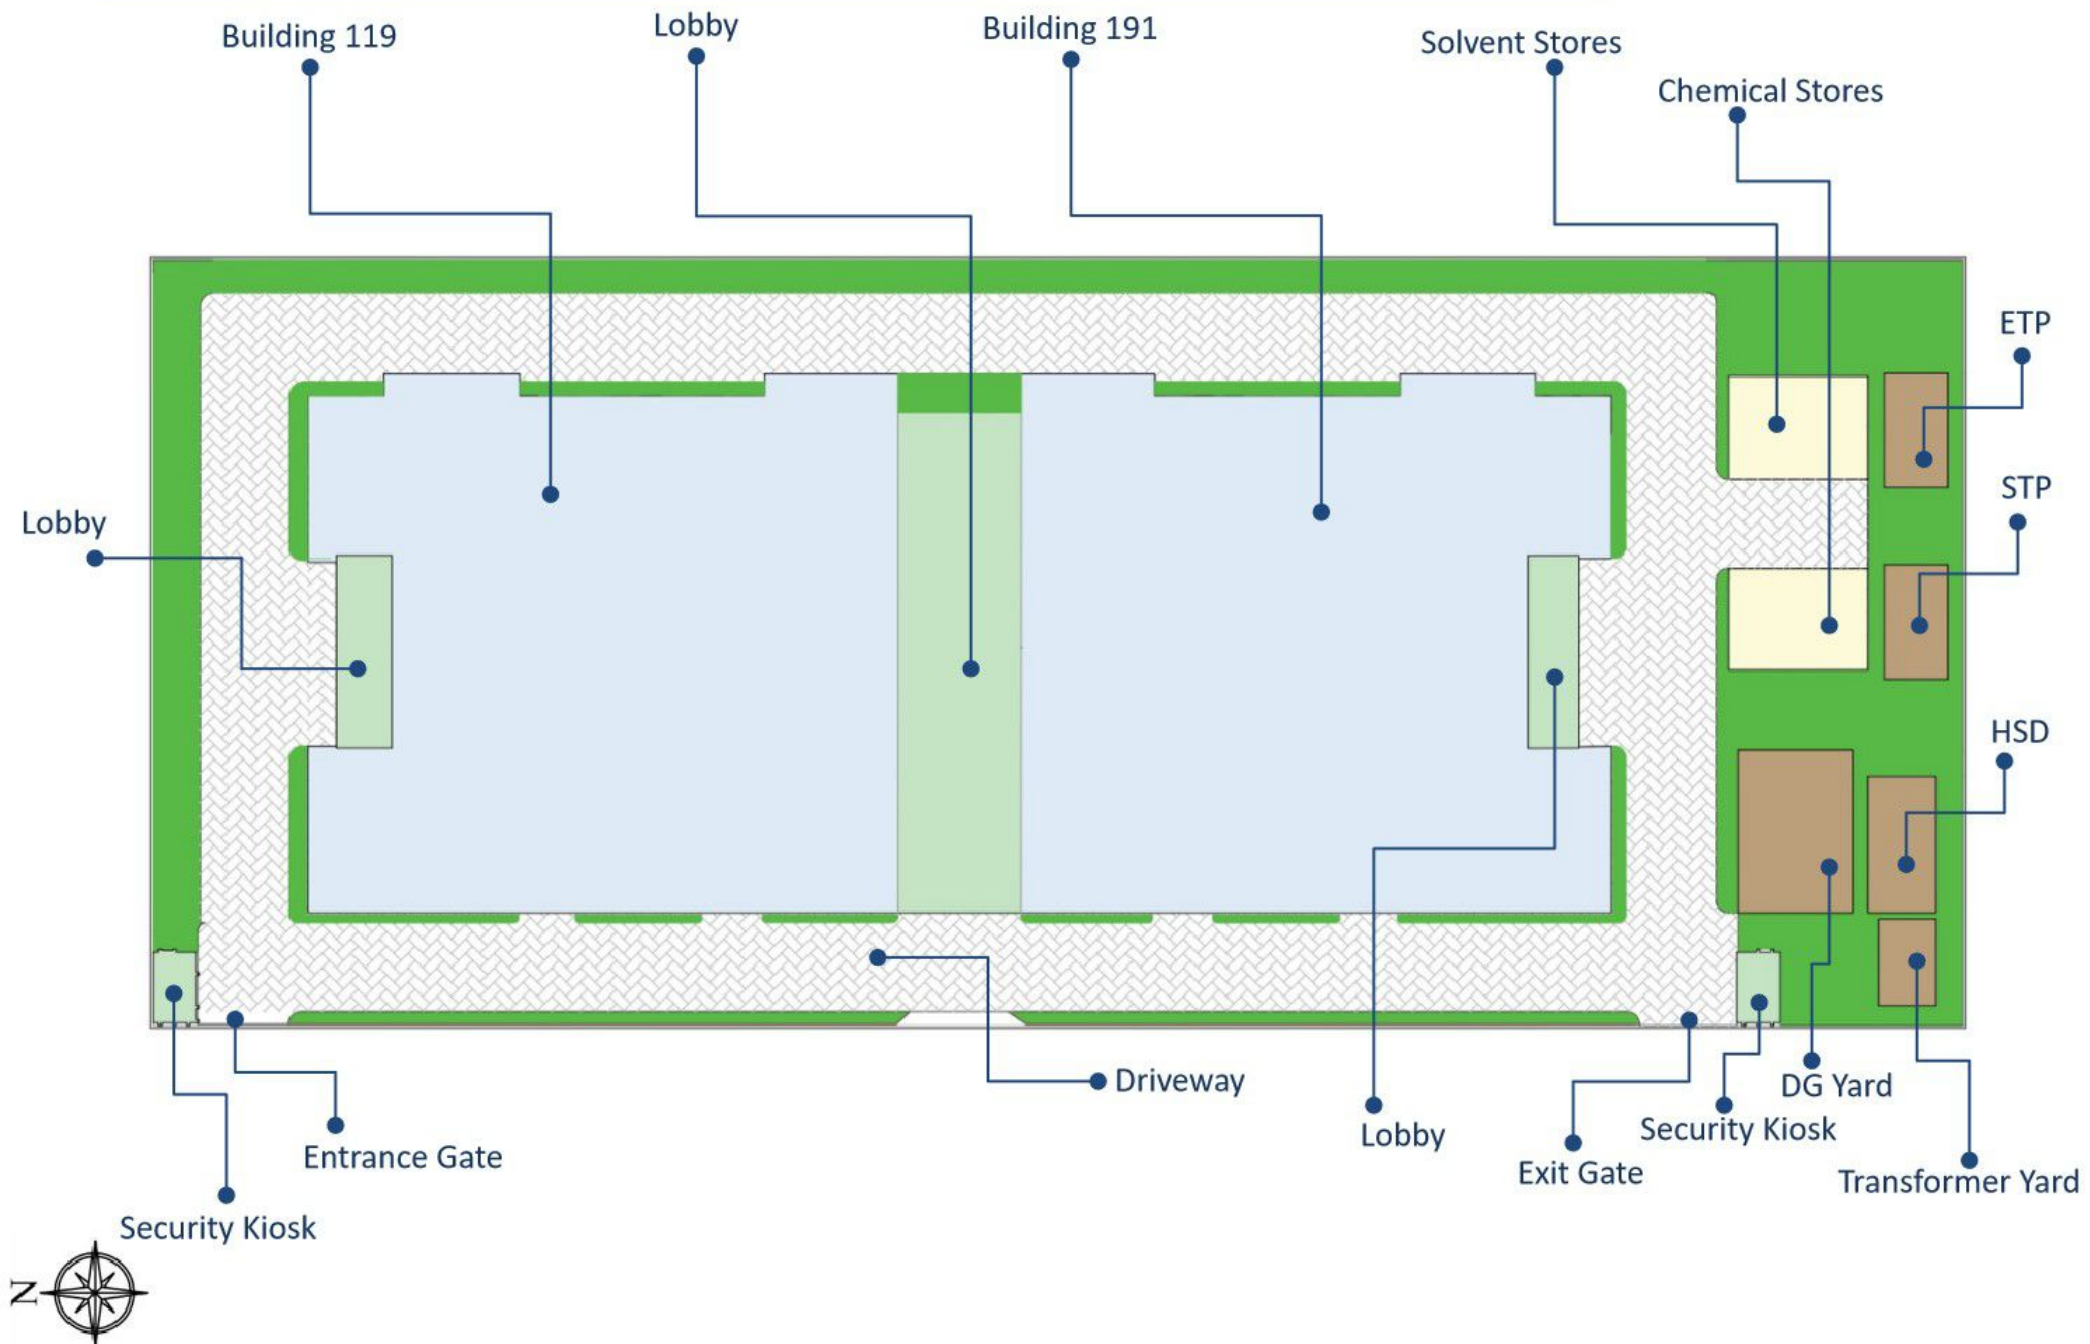 Building 119
Lobby
Building 191
Solvent Stores
Chemical Stores
ETP
STP
Lobby
HSD
Driveway
DG Yard
Security Kiosk
Lobby
Entrance Gate
Exit Gate
Transformer Yard
Security Kiosk
N